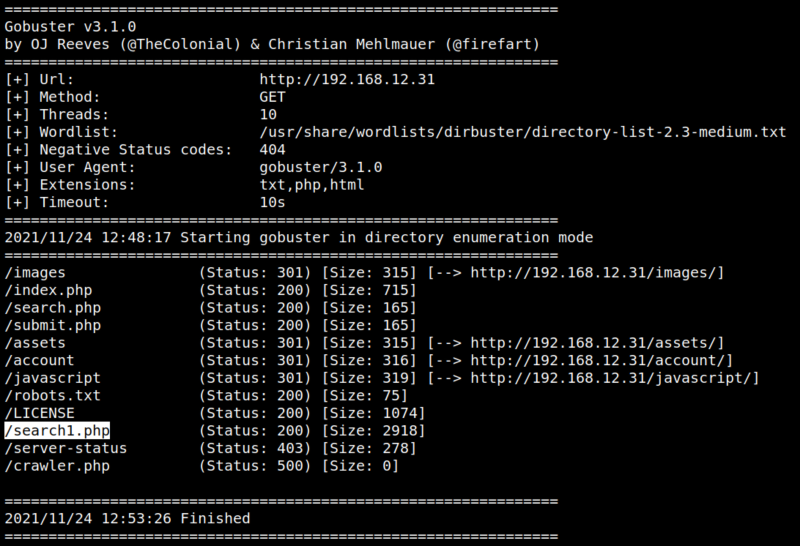 ===============================================================
Gobuster v3.1.0
by OJ Reeves (@TheColonial) & Christian Mehlmauer (@firefart)
===============================================================
[+] Url:                     http://192.168.12.31
[+] Method:                  GET
[+] Threads:                 10
[+] Wordlist:                /usr/share/wordlists/dirbuster/directory-list-2.3-medium.txt
[+] Negative Status codes:   404
[+] User Agent:              gobuster/3.1.0
[+] Extensions:              txt,php,html
[+] Timeout:                 10s
===============================================================
2021/11/24 12:48:17 Starting gobuster in directory enumeration mode
===============================================================
/images               (Status: 301) [Size: 315] [--> http://192.168.12.31/images/]
/index.php            (Status: 200) [Size: 715]
/search.php           (Status: 200) [Size: 165]
/submit.php           (Status: 200) [Size: 165]
/assets               (Status: 301) [Size: 315] [--> http://192.168.12.31/assets/]
/account              (Status: 301) [Size: 316] [--> http://192.168.12.31/account/]
/javascript           (Status: 301) [Size: 319] [--> http://192.168.12.31/javascript/]
/robots.txt           (Status: 200) [Size: 75]
/LICENSE              (Status: 200) [Size: 1074]
/search1.php          (Status: 200) [Size: 2918]
/server-status        (Status: 403) [Size: 278]
/crawler.php          (Status: 500) [Size: 0]

===============================================================
2021/11/24 12:53:26 Finished
===============================================================